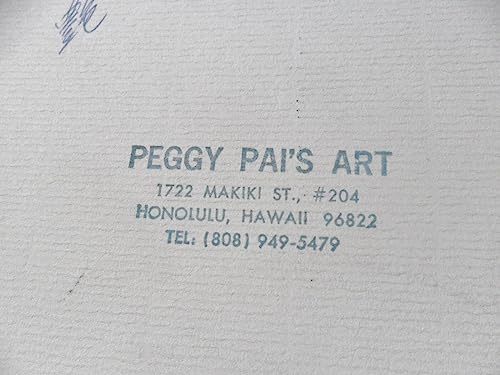 PEGGY PAI'S ART
1722 MAKIKI ST., #204
HONOLULU, HAWAII 96822
TEL: (808) 949-5479